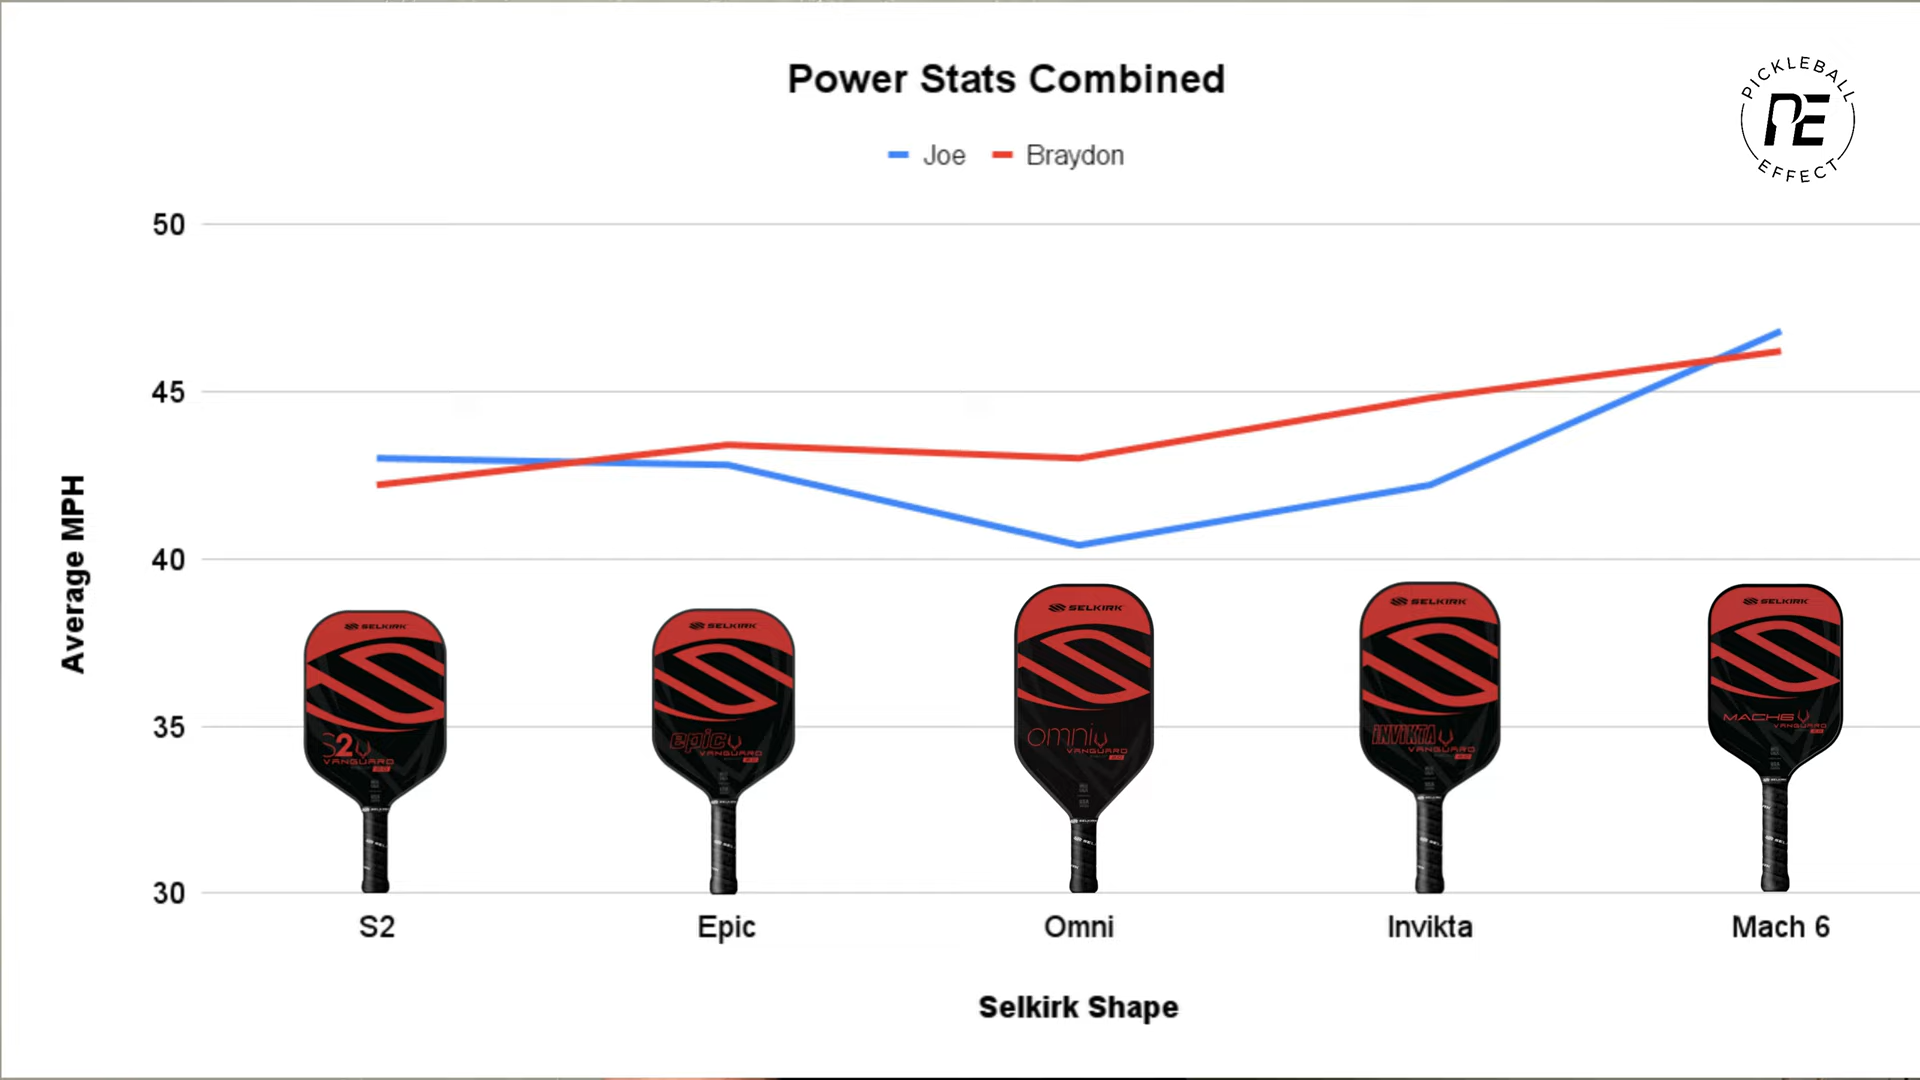 Power Stats Combined
PICKLEBALL
PE
EFFECT
Joe
Braydon
50
45
40
35
30
Average MPH
SELKIRK
S2
VANGUARD
SELKIRK
epic
VANGUARD
SELKIRK
omni
VANGUARD
SELKIRK
INVIKTA
VANGUARD
SELKIRK
MACH6
VANGUARD
S2
Epic
Omni
Invikta
Mach 6
Selkirk Shape